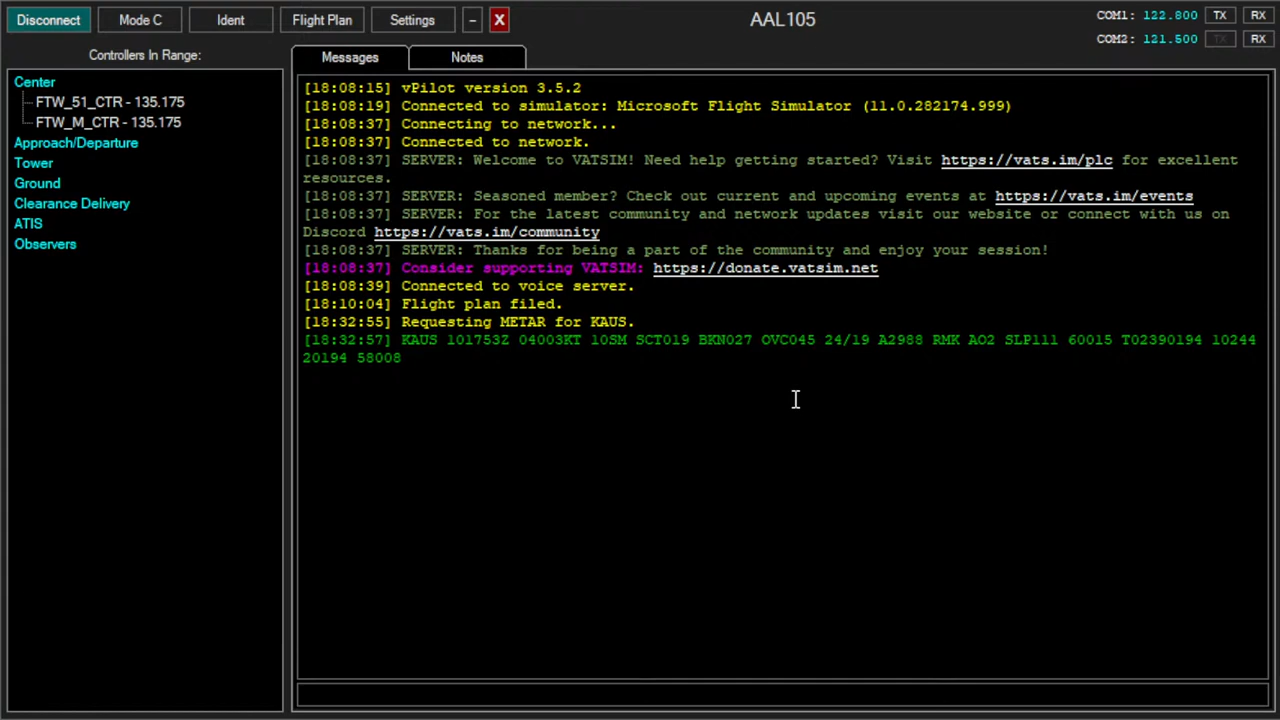 Disconnect Mode C Ident Flight Plan Settings – X AAL105 COM1: 122.800 TX RX
COM2: 121.500 TX RX
Controllers In Range:
Center
FTW_51_CTR - 135.175
FTW_M_CTR - 135.175
Approach/Departure
Tower
Ground
Clearance Delivery
ATIS
Observers
Messages Notes
[18:08:15] vPilot version 3.5.2
[18:08:19] Connected to simulator: Microsoft Flight Simulator (11.0.282174.999)
[18:08:37] Connecting to network...
[18:08:37] Connected to network.
[18:08:37] SERVER: Welcome to VATSIM! Need help getting started? Visit https://vats.im/plc for excellent
resources.
[18:08:37] SERVER: Seasoned member? Check out current and upcoming events at https://vats.im/events
[18:08:37] SERVER: For the latest community and network updates visit our website or connect with us on
Discord https://vats.im/community
[18:08:37] SERVER: Thanks for being a part of the community and enjoy your session!
[18:08:37] Consider supporting VATSIM: https://donate.vatsim.net
[18:08:39] Connected to voice server.
[18:10:04] Flight plan filed.
[18:32:55] Requesting METAR for KAUS.
[18:32:57] KAUS 101753Z 04003KT 10SM SCT019 BKN027 OVC045 24/19 A2988 RMK AO2 SLP111 60015 T02390194 10244
20194 58008